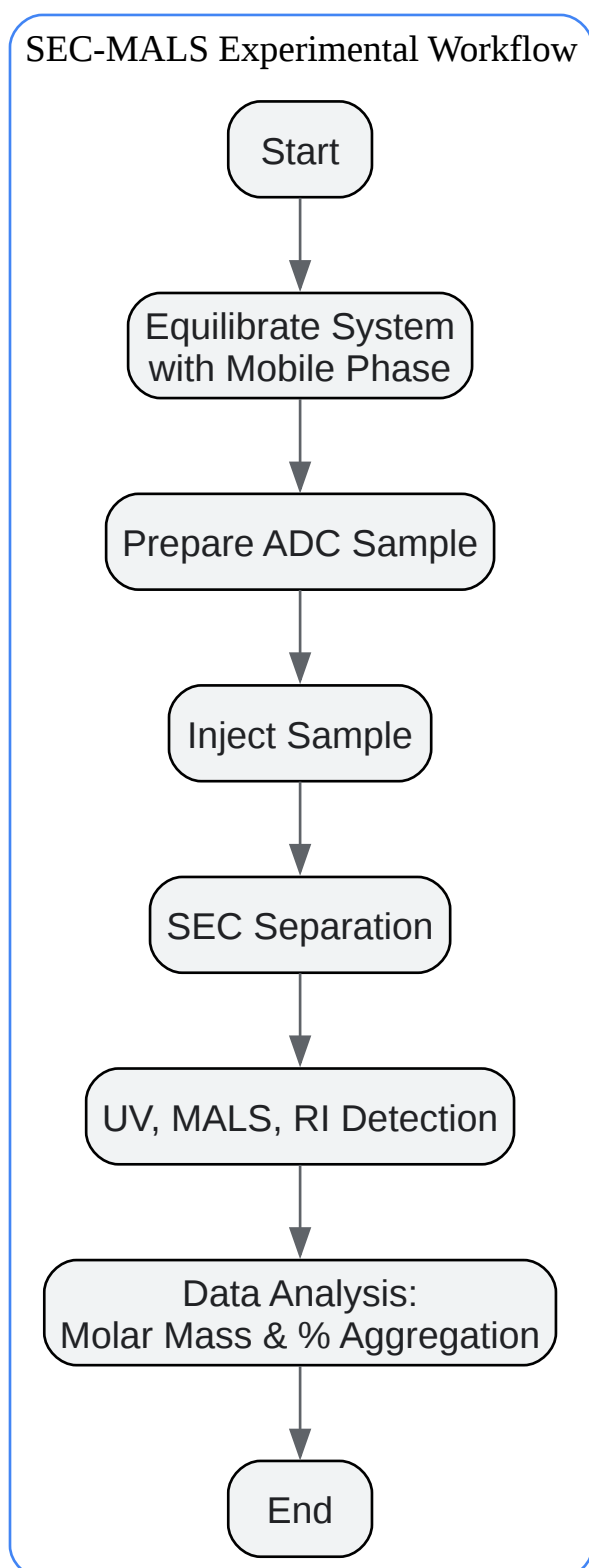 SEC-MALS Experimental Workflow
Start
Equilibrate System
with Mobile Phase
Prepare ADC Sample
Inject Sample
SEC Separation
UV, MALS, RI Detection
Data Analysis:
Molar Mass & % Aggregation
End